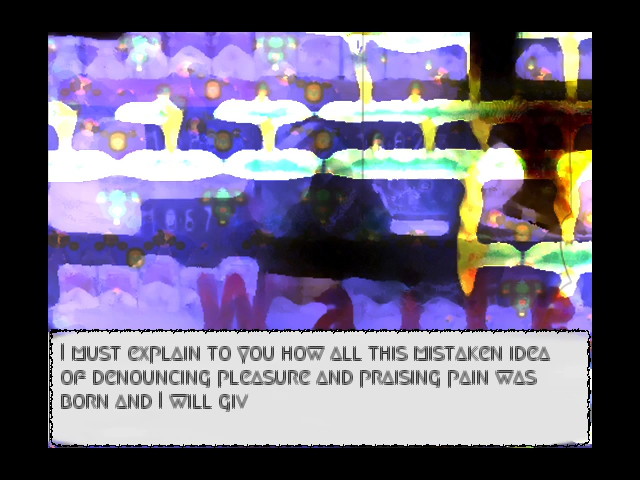 1067
I must explain to you how all this mistaken idea
of denouncing pleasure and praising pain was
born and I will giv